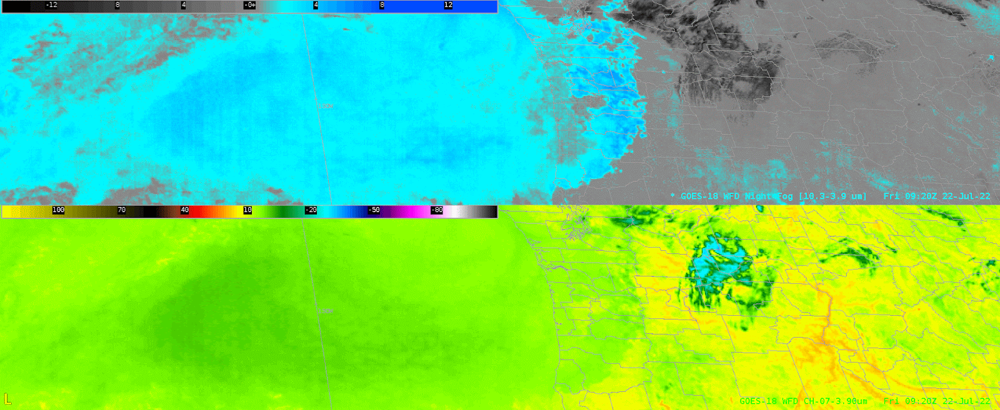 -12 8 4 -0+ 4 8 12
* GOES-18 WFD Night Fog [10.3-3.9 um] Fri 09:20Z 22-Jul-22
100 70 40 10 -20 -50 -80
L
GOES-18 WFD CH-07-3.90um Fri 09:20Z 22-Jul-22